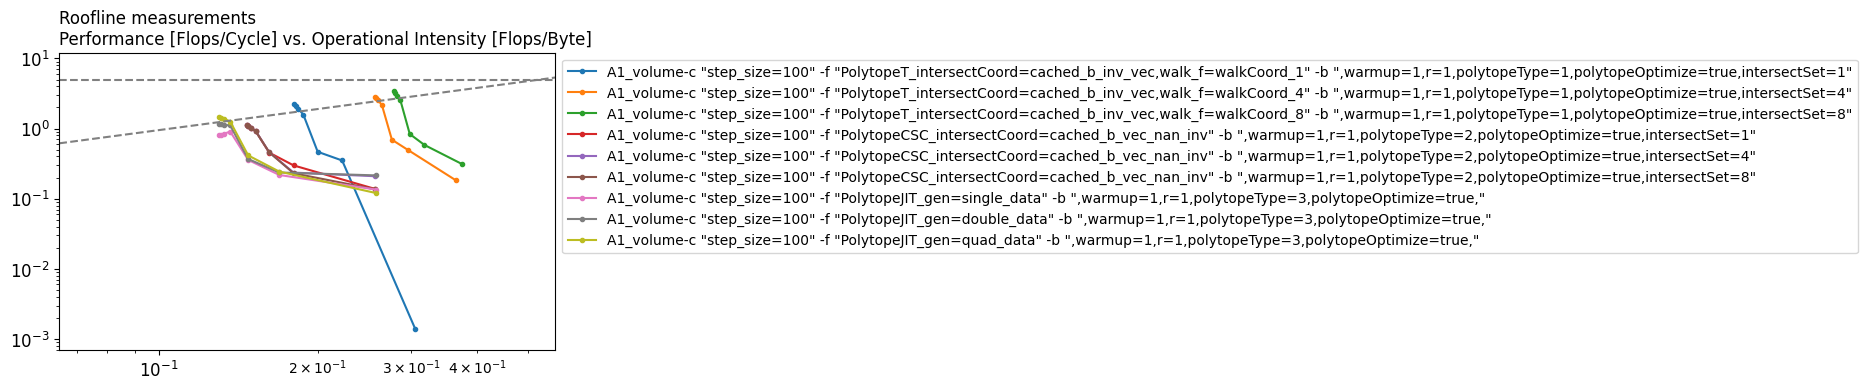 Roofline measurements
Performance [Flops/Cycle] vs. Operational Intensity [Flops/Byte]
10¹
10⁰
10⁻¹
10⁻²
10⁻³
10⁻¹
2 × 10⁻¹
3 × 10⁻¹
4 × 10⁻¹
A1_volume-c "step_size=100" -f "PolytopeT_intersectCoord=cached_b_inv_vec,walk_f=walkCoord_1" -b ",warmup=1,r=1,polytopeType=1,polytopeOptimize=true,intersectSet=1"
A1_volume-c "step_size=100" -f "PolytopeT_intersectCoord=cached_b_inv_vec,walk_f=walkCoord_4" -b ",warmup=1,r=1,polytopeType=1,polytopeOptimize=true,intersectSet=4"
A1_volume-c "step_size=100" -f "PolytopeT_intersectCoord=cached_b_inv_vec,walk_f=walkCoord_8" -b ",warmup=1,r=1,polytopeType=1,polytopeOptimize=true,intersectSet=8"
A1_volume-c "step_size=100" -f "PolytopeCSC_intersectCoord=cached_b_vec_nan_inv" -b ",warmup=1,r=1,polytopeType=2,polytopeOptimize=true,intersectSet=1"
A1_volume-c "step_size=100" -f "PolytopeCSC_intersectCoord=cached_b_vec_nan_inv" -b ",warmup=1,r=1,polytopeType=2,polytopeOptimize=true,intersectSet=4"
A1_volume-c "step_size=100" -f "PolytopeCSC_intersectCoord=cached_b_vec_nan_inv" -b ",warmup=1,r=1,polytopeType=2,polytopeOptimize=true,intersectSet=8"
A1_volume-c "step_size=100" -f "PolytopeJIT_gen=single_data" -b ",warmup=1,r=1,polytopeType=3,polytopeOptimize=true,"
A1_volume-c "step_size=100" -f "PolytopeJIT_gen=double_data" -b ",warmup=1,r=1,polytopeType=3,polytopeOptimize=true,"
A1_volume-c "step_size=100" -f "PolytopeJIT_gen=quad_data" -b ",warmup=1,r=1,polytopeType=3,polytopeOptimize=true,"